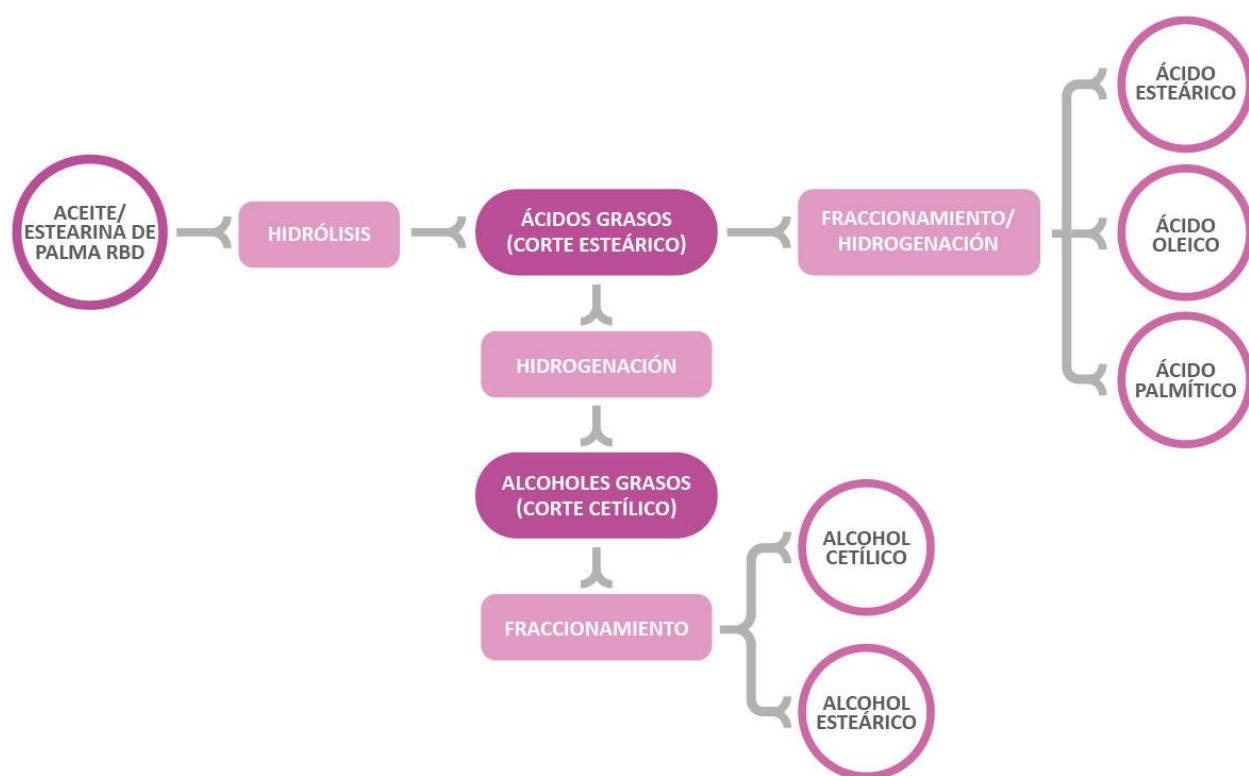 ACEITE/
ESTEARINA DE
PALMA RBD
HIDRÓLISIS
ÁCIDOS GRASOS
(CORTE ESTEÁRICO)
FRACCIONAMIENTO/
HIDROGENACIÓN
ÁCIDO
ESTEÁRICO
ÁCIDO
OLEICO
ÁCIDO
PALMÍTICO
HIDROGENACIÓN
ALCOHOLES GRASOS
(CORTE CETÍLICO)
FRACCIONAMIENTO
ALCOHOL
CETÍLICO
ALCOHOL
ESTEÁRICO